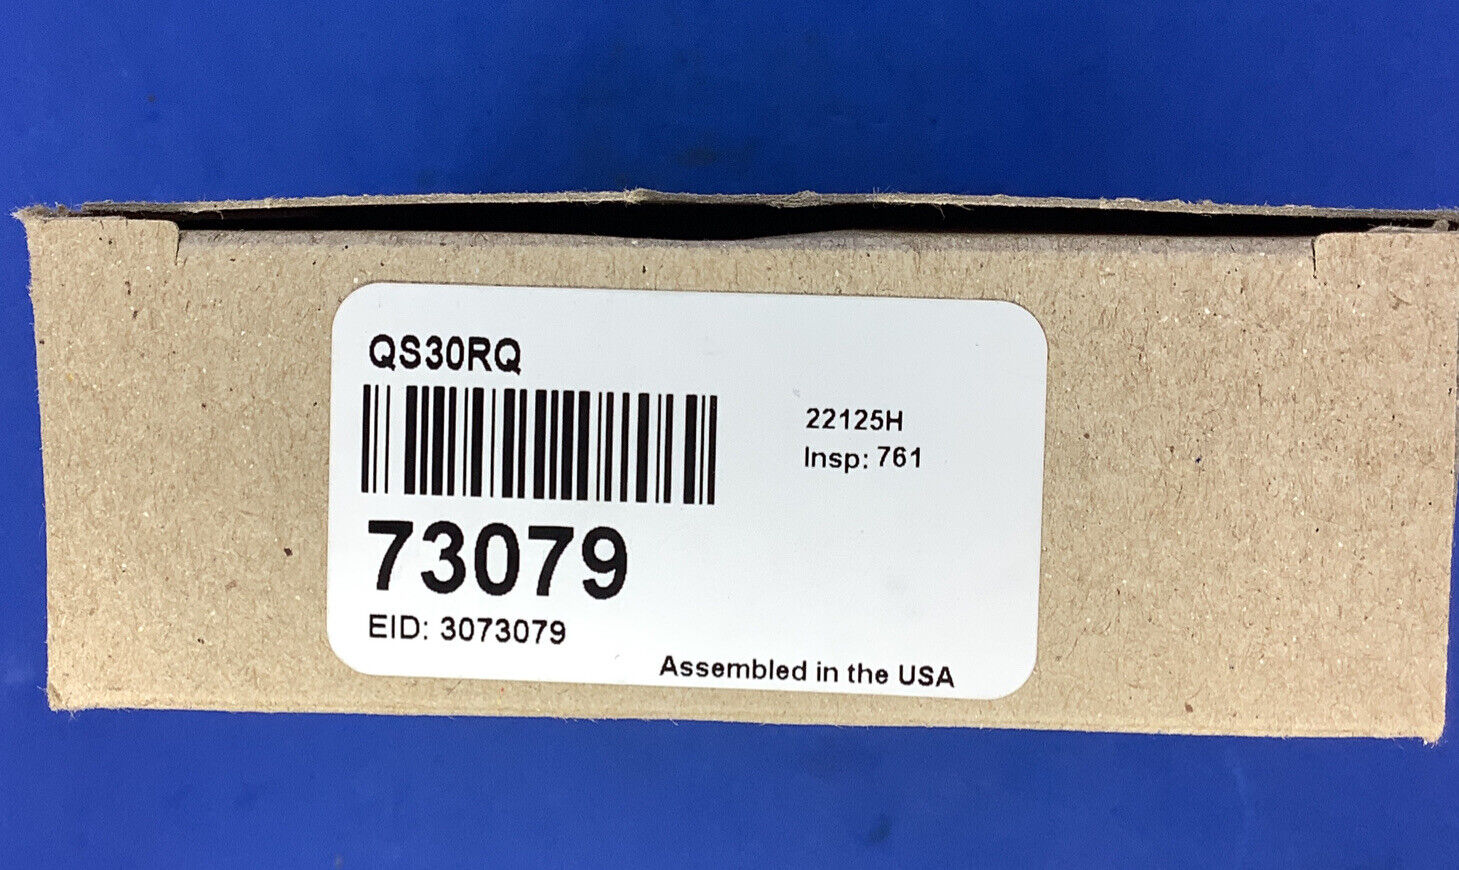 QS30RQ
22125H
Insp: 761
73079
EID: 3073079
Assembled in the USA